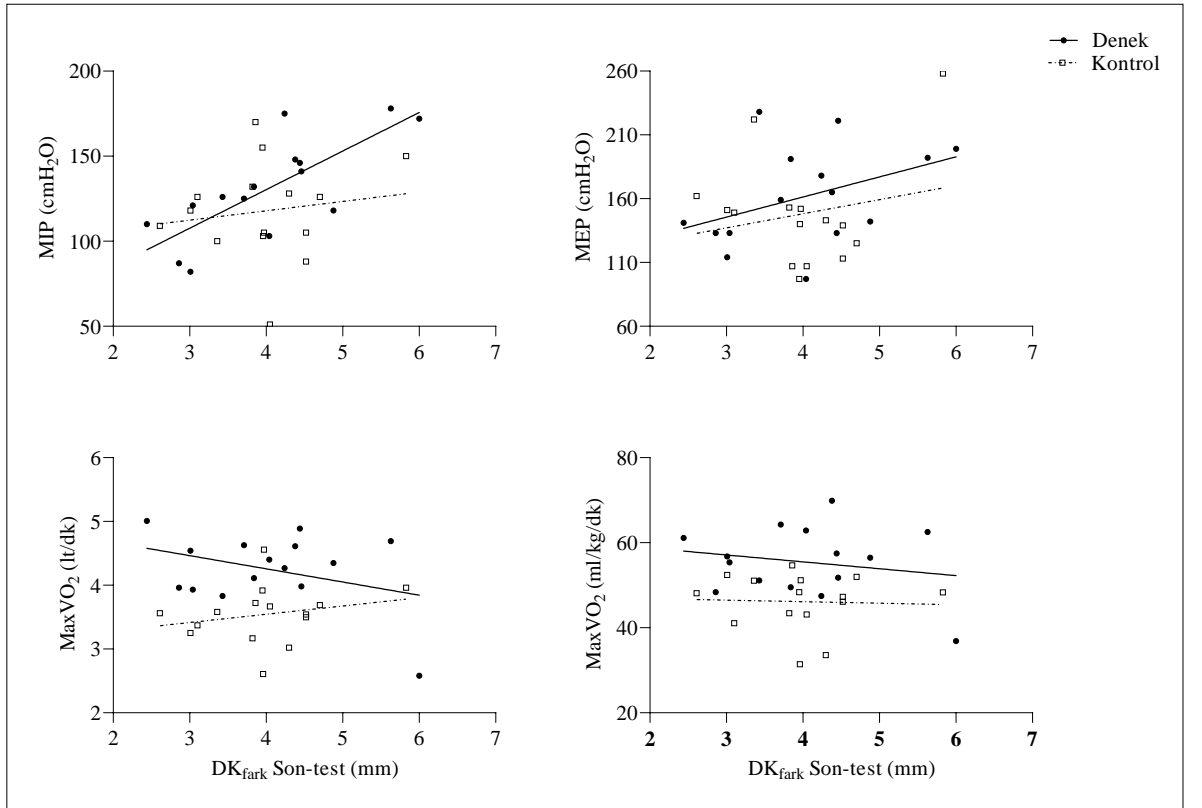 Denek
Kontrol
MIP (cmH₂O)
200
150
100
50
2 3 4 5 6 7
MEP (cmH₂O)
260
210
160
110
60
2 3 4 5 6 7
MaxVO₂ (lt/dk)
6
5
4
3
2
2 3 4 5 6 7
DKfark Son-test (mm)
MaxVO₂ (ml/kg/dk)
80
60
40
20
2 3 4 5 6 7
DKfark Son-test (mm)